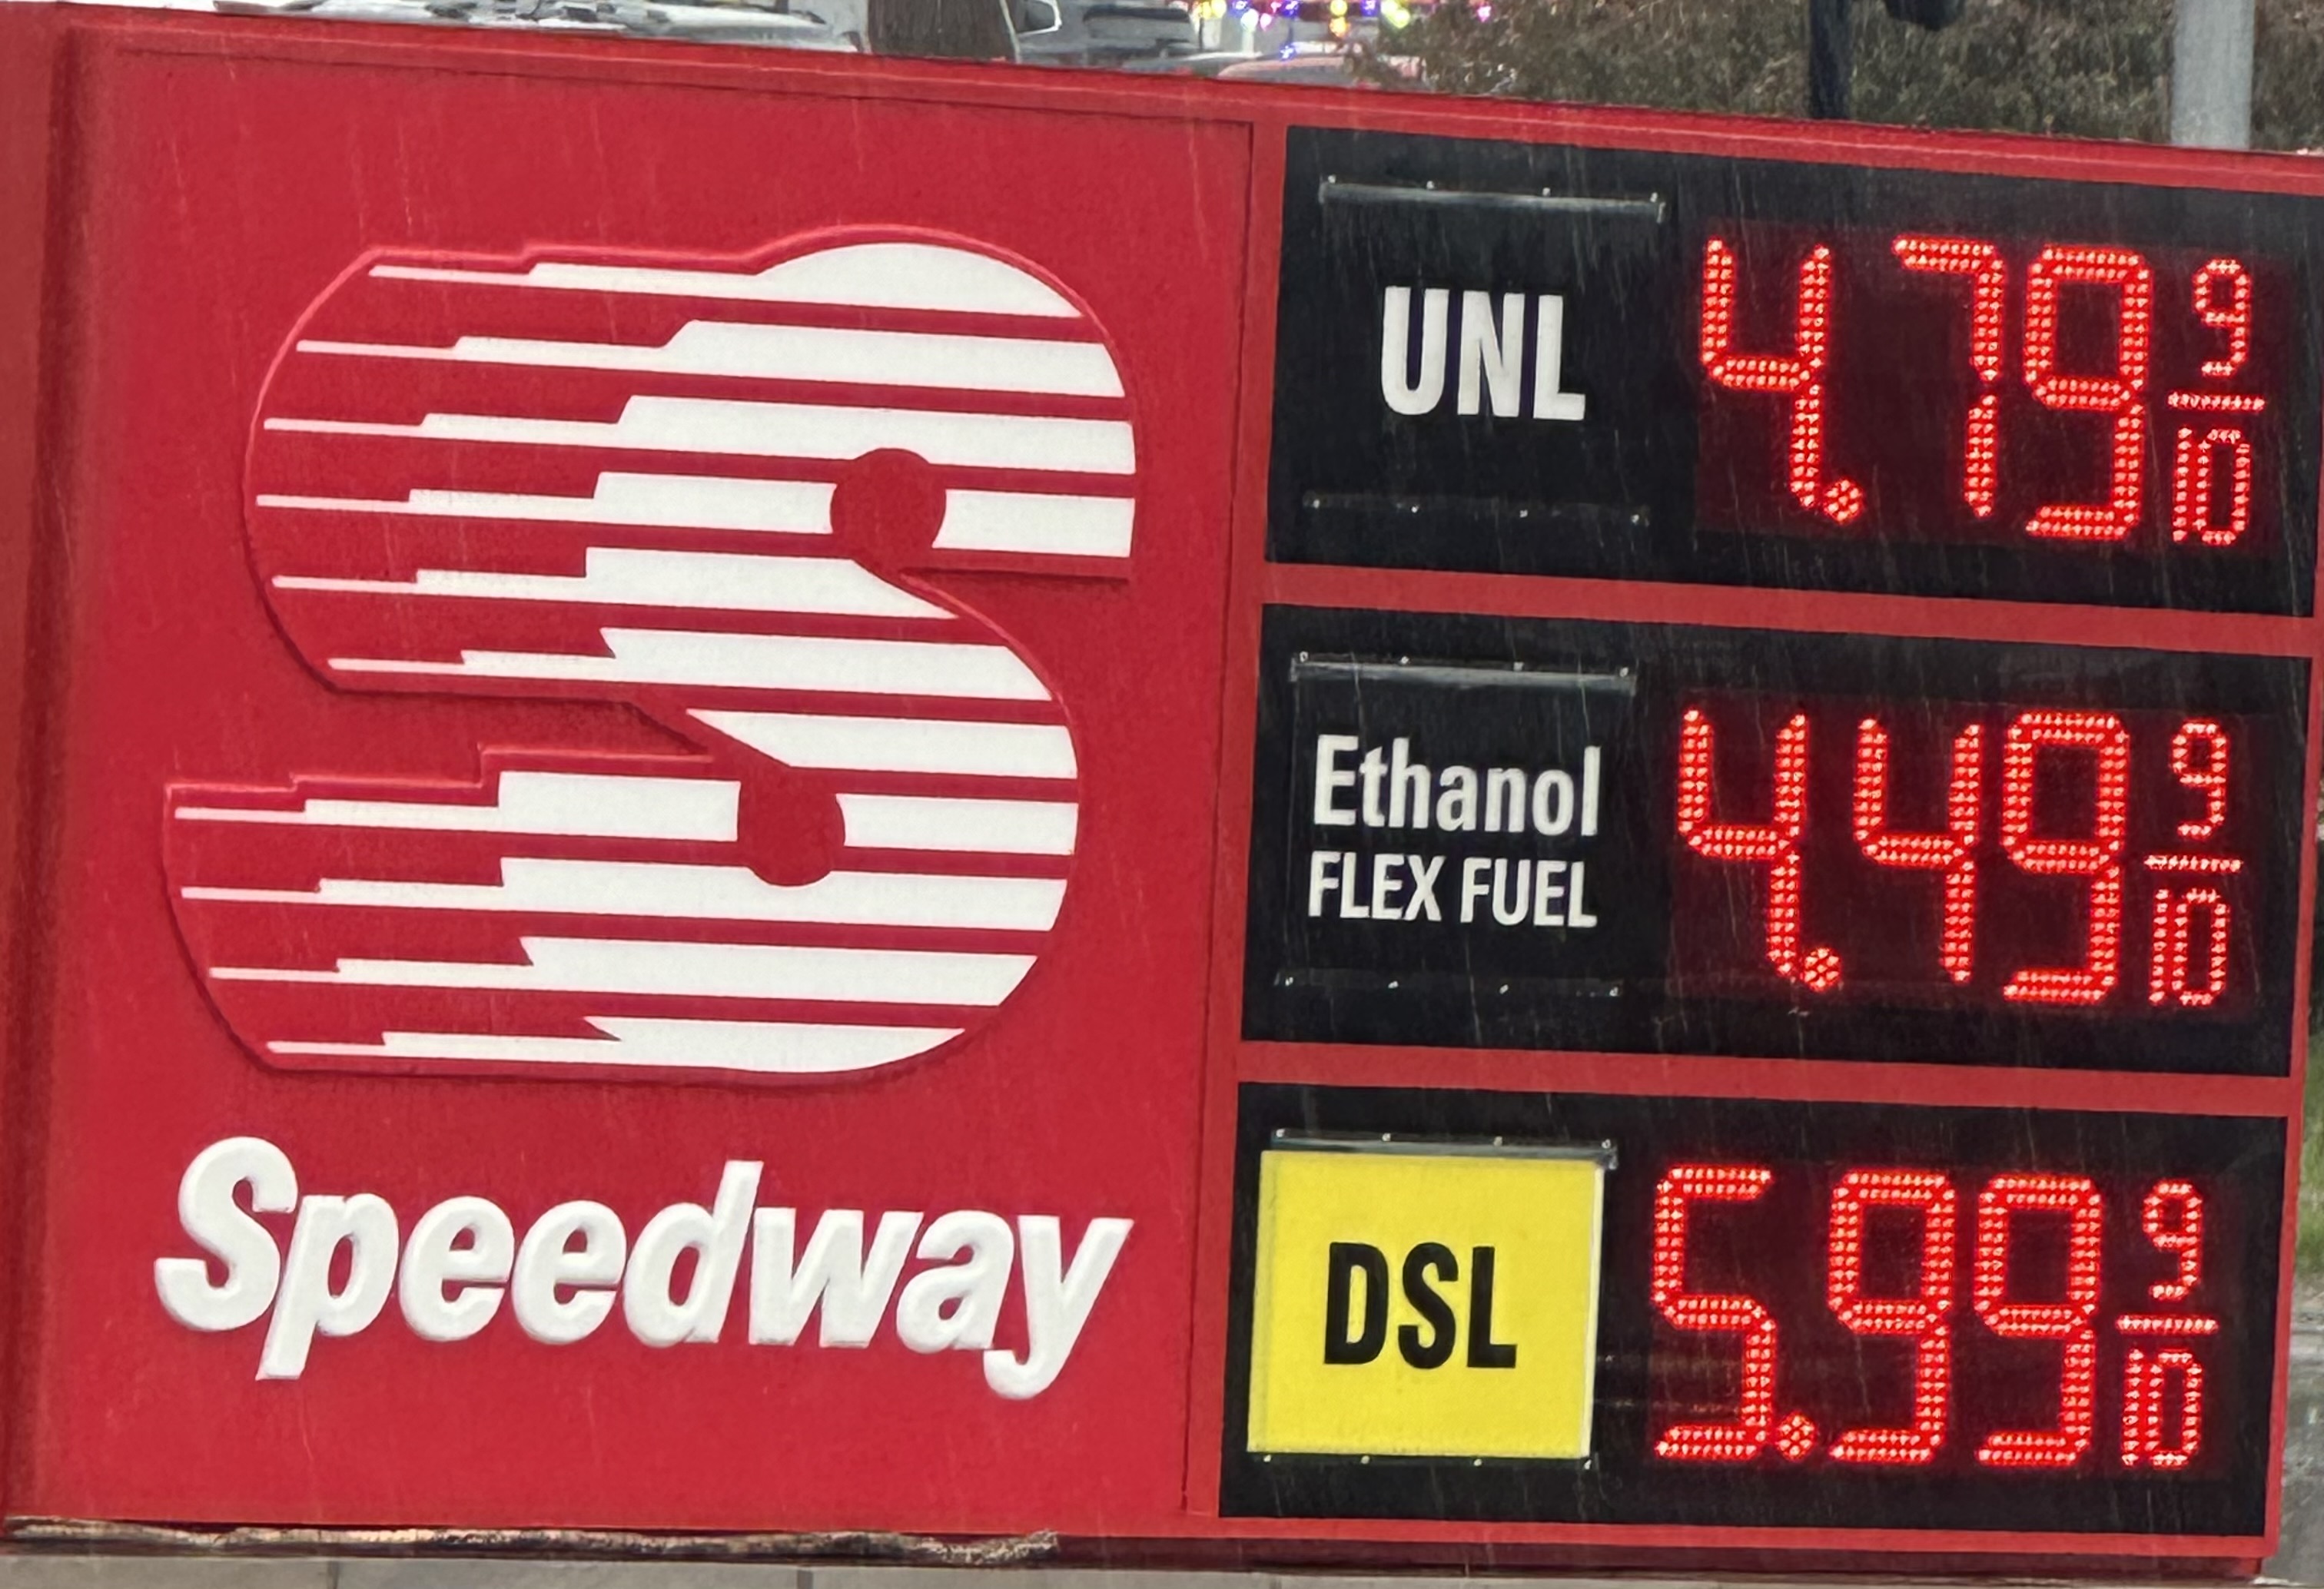 Speedway
UNL 4.79 9/10
Ethanol
FLEX FUEL 4.49 9/10
DSL 5.99 9/10